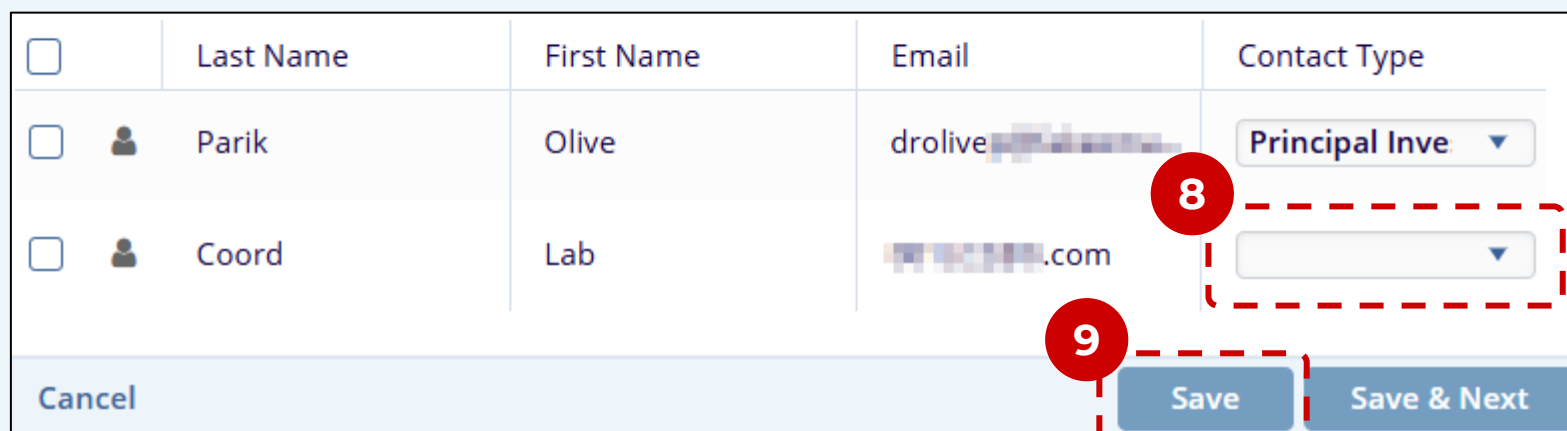 Last Name First Name Email Contact Type
Parik Olive drolive Principal Inve
8
Coord Lab .com
9
Cancel Save Save & Next